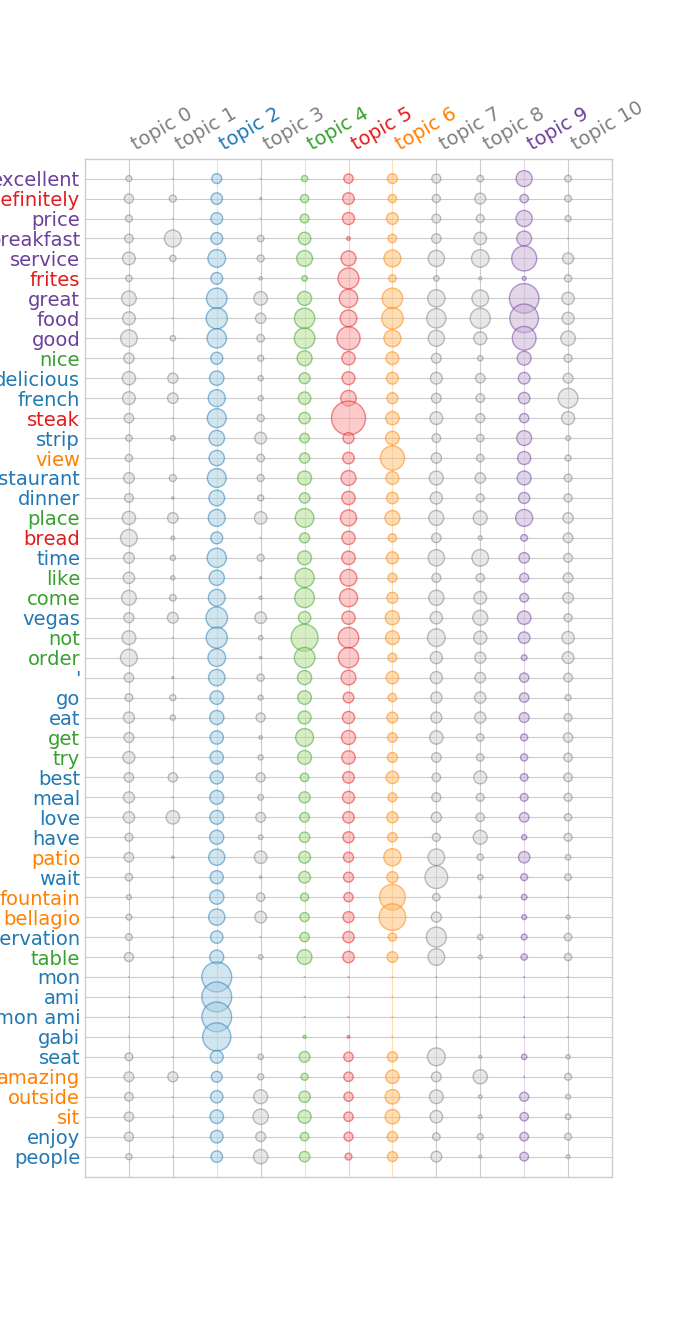 topic 0 topic 1 topic 2 topic 3 topic 4 topic 5 topic 6 topic 7 topic 8 topic 9 topic 10
excellent
efinitely
price
reakfast
service
frites
great
food
good
nice
delicious
french
steak
strip
view
staurant
dinner
place
bread
time
like
come
vegas
not
order
'
go
eat
get
try
best
meal
love
have
patio
wait
fountain
bellagio
ervation
table
mon
ami
mon ami
gabi
seat
amazing
outside
sit
enjoy
people